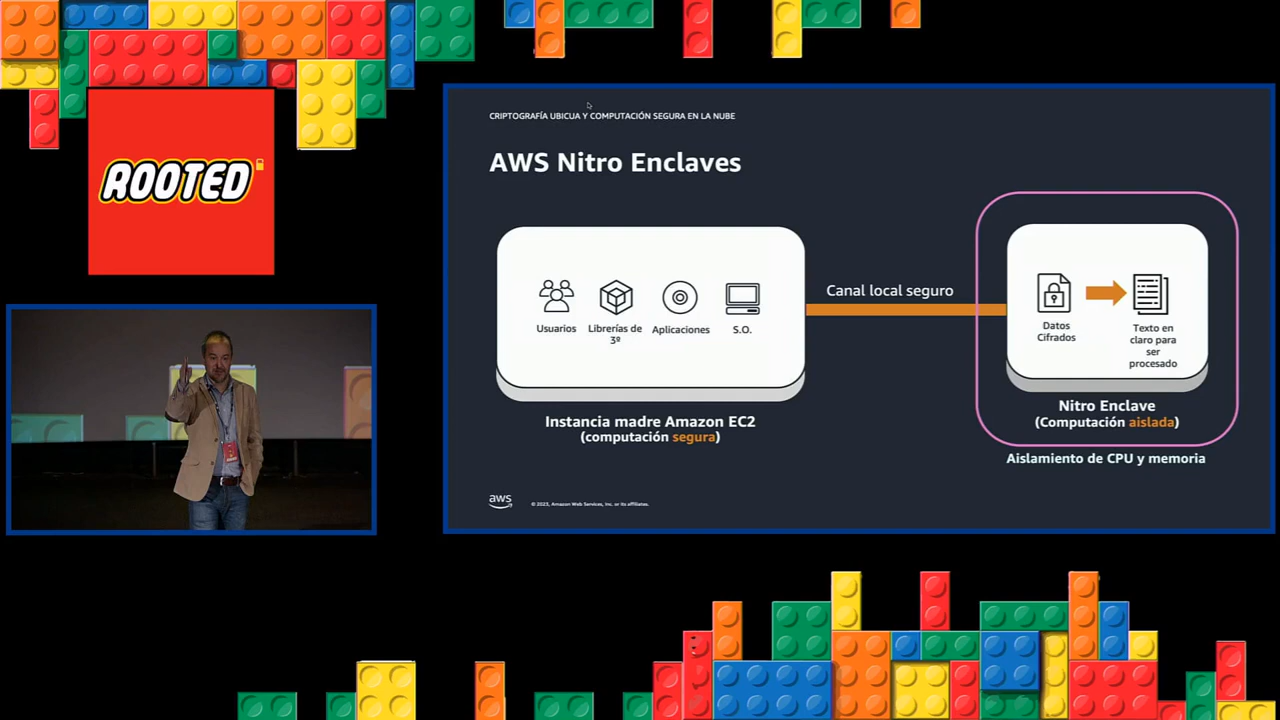 ROOTED
CRIPTOGRAFÍA UBICUA Y COMPUTACIÓN SEGURA EN LA NUBE
AWS Nitro Enclaves
Usuarios
Librerías de
3º
Aplicaciones
S.O.
Canal local seguro
Datos
Cifrados
Texto en
claro para
ser
procesado
Instancia madre Amazon EC2
(computación segura)
Nitro Enclave
(Computación aislada)
Aislamiento de CPU y memoria
aws
© 2023, Amazon Web Services, Inc. or its affiliates.